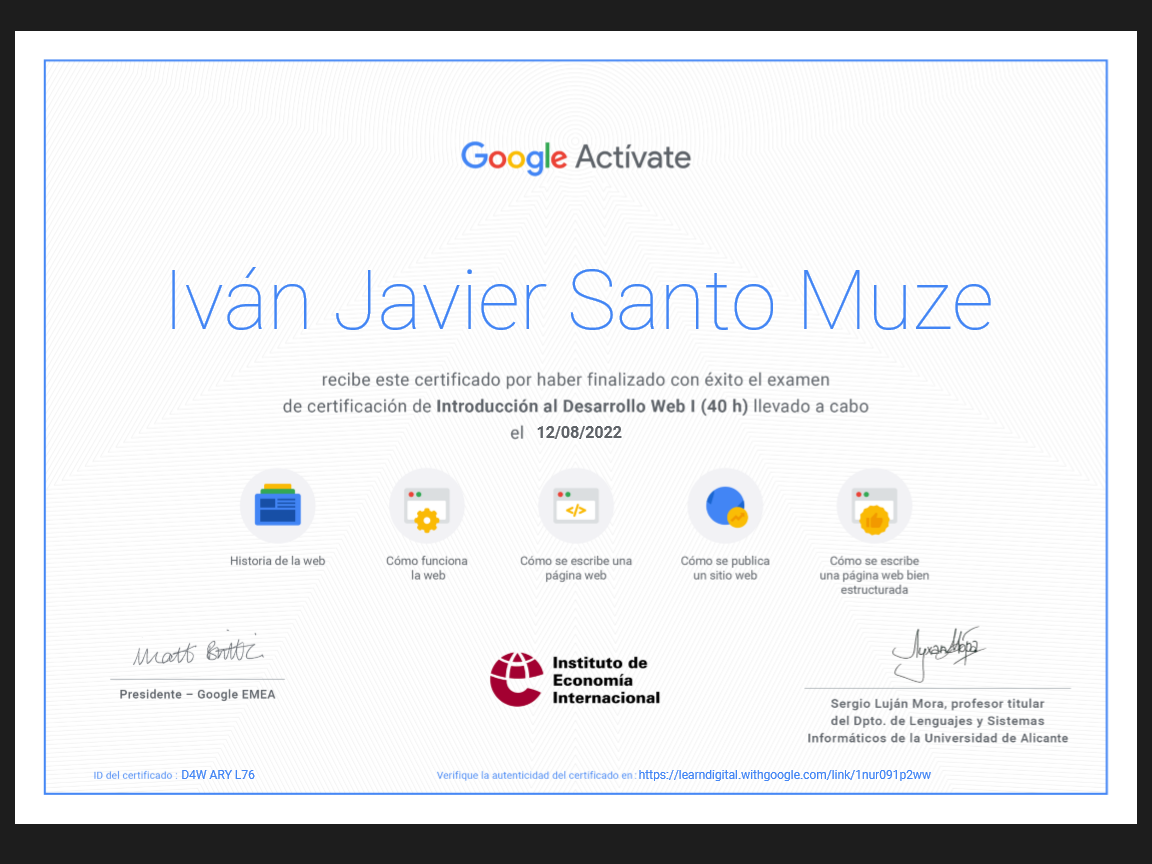 Google Actívate
Iván Javier Santo Muze
recibe este certificado por haber finalizado con éxito el examen
de certificación de Introducción al Desarrollo Web I (40 h) llevado a cabo
el 12/08/2022
Historia de la web
Cómo funciona
la web
</>
Cómo se escribe una
página web
Cómo se publica
un sitio web
Cómo se escribe
una página web bien
estructurada
Matt Brittin
Presidente – Google EMEA
Instituto de
Economía
Internacional
Sergio Luján Mora, profesor titular
del Dpto. de Lenguajes y Sistemas
Informáticos de la Universidad de Alicante
ID del certificado : D4W ARY L76
Verifique la autenticidad del certificado en : https://learndigital.withgoogle.com/link/1nur091p2ww